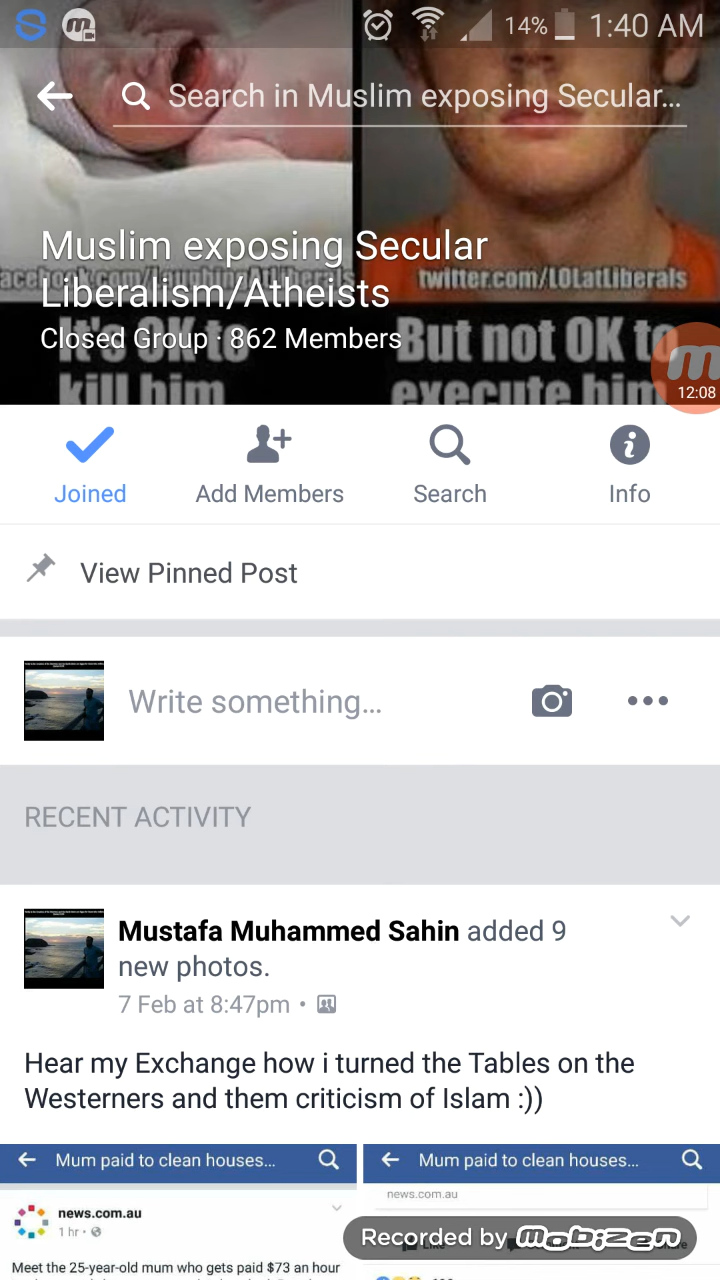 14% 1:40 AM
Search in Muslim exposing Secular...
Muslim exposing Secular
Liberalism/Atheists
twitter.com/LOLatLiberals
Closed Group · 862 Members
It's OK to
But not OK to
kill him
execute him
12:08
Joined
Add Members
Search
Info
View Pinned Post
Write something...
RECENT ACTIVITY
Mustafa Muhammed Sahin added 9
new photos.
7 Feb at 8:47pm
Hear my Exchange how i turned the Tables on the
Westerners and them criticism of Islam :))
Mum paid to clean houses...
Mum paid to clean houses...
news.com.au
news.com.au
1 hr
Recorded by mobizen
Meet the 25-year-old mum who gets paid $73 an hour